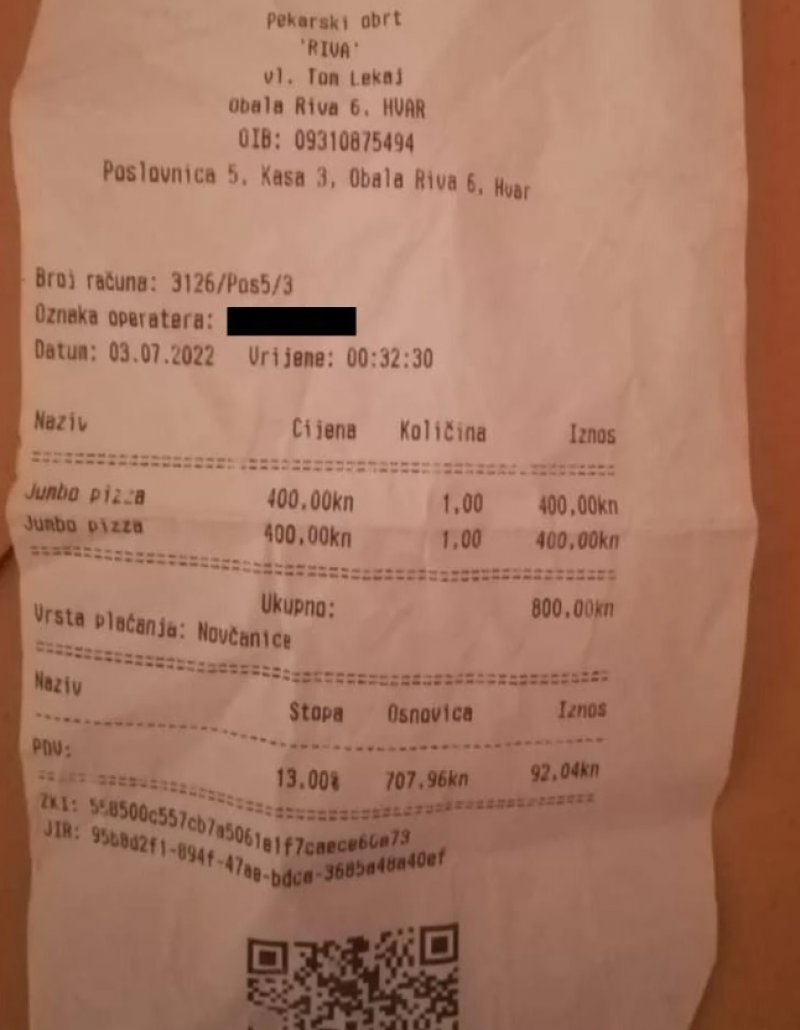 Pekarski obrt
'RIVA'
vl. Tom Lekaj
Obala Riva 6, HVAR
OIB: 09310875494
Poslovnica 5, Kasa 3, Obala Riva 6, Hvar
Broj računa: 3126/Pos5/3
Oznaka operatera:
Datum: 03.07.2022 Vrijeme: 00:32:30
Naziv Cijena Količina Iznos
Jumbo pizza 400,00kn 1,00 400,00kn
Jumbo pizza 400,00kn 1,00 400,00kn
Ukupno: 800,00kn
Vrsta plaćanja: Novčanice
Naziv Stopa Osnovica Iznos
PDV: 13,00% 707,96kn 92,04kn
ZKI:
JIR: